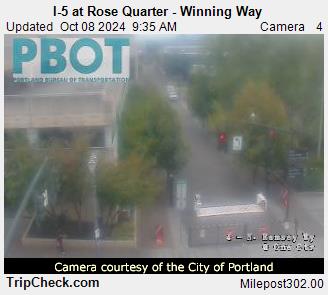 I-5 at Rose Quarter - Winning Way
Updated Oct 08 2024 9:35 AM Camera 4
PBOT
PORTLAND BUREAU OF TRANSPORTATION
Camera courtesy of the City of Portland
TripCheck.com Milepost302.00